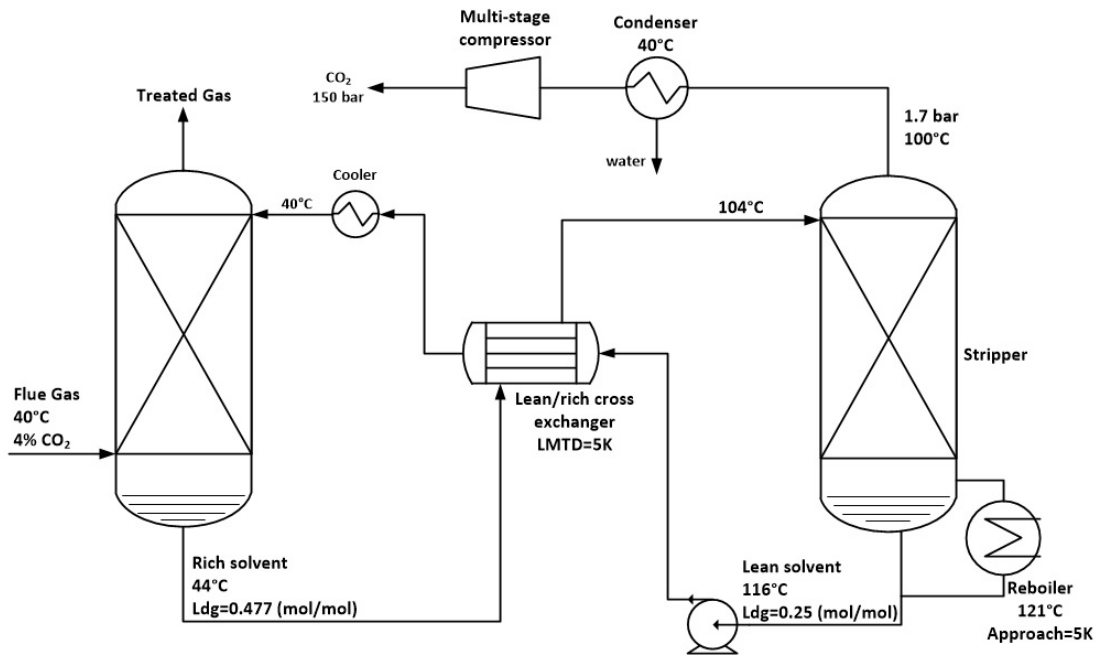 Multi-stage
compressor
Condenser
40°C
CO₂
150 bar
Treated Gas
1.7 bar
100°C
water
Cooler
40°C
104°C
Stripper
Flue Gas
40°C
4% CO₂
Lean/rich cross
exchanger
LMTD=5K
Rich solvent
44°C
Ldg=0.477 (mol/mol)
Lean solvent
116°C
Ldg=0.25 (mol/mol)
Reboiler
121°C
Approach=5K